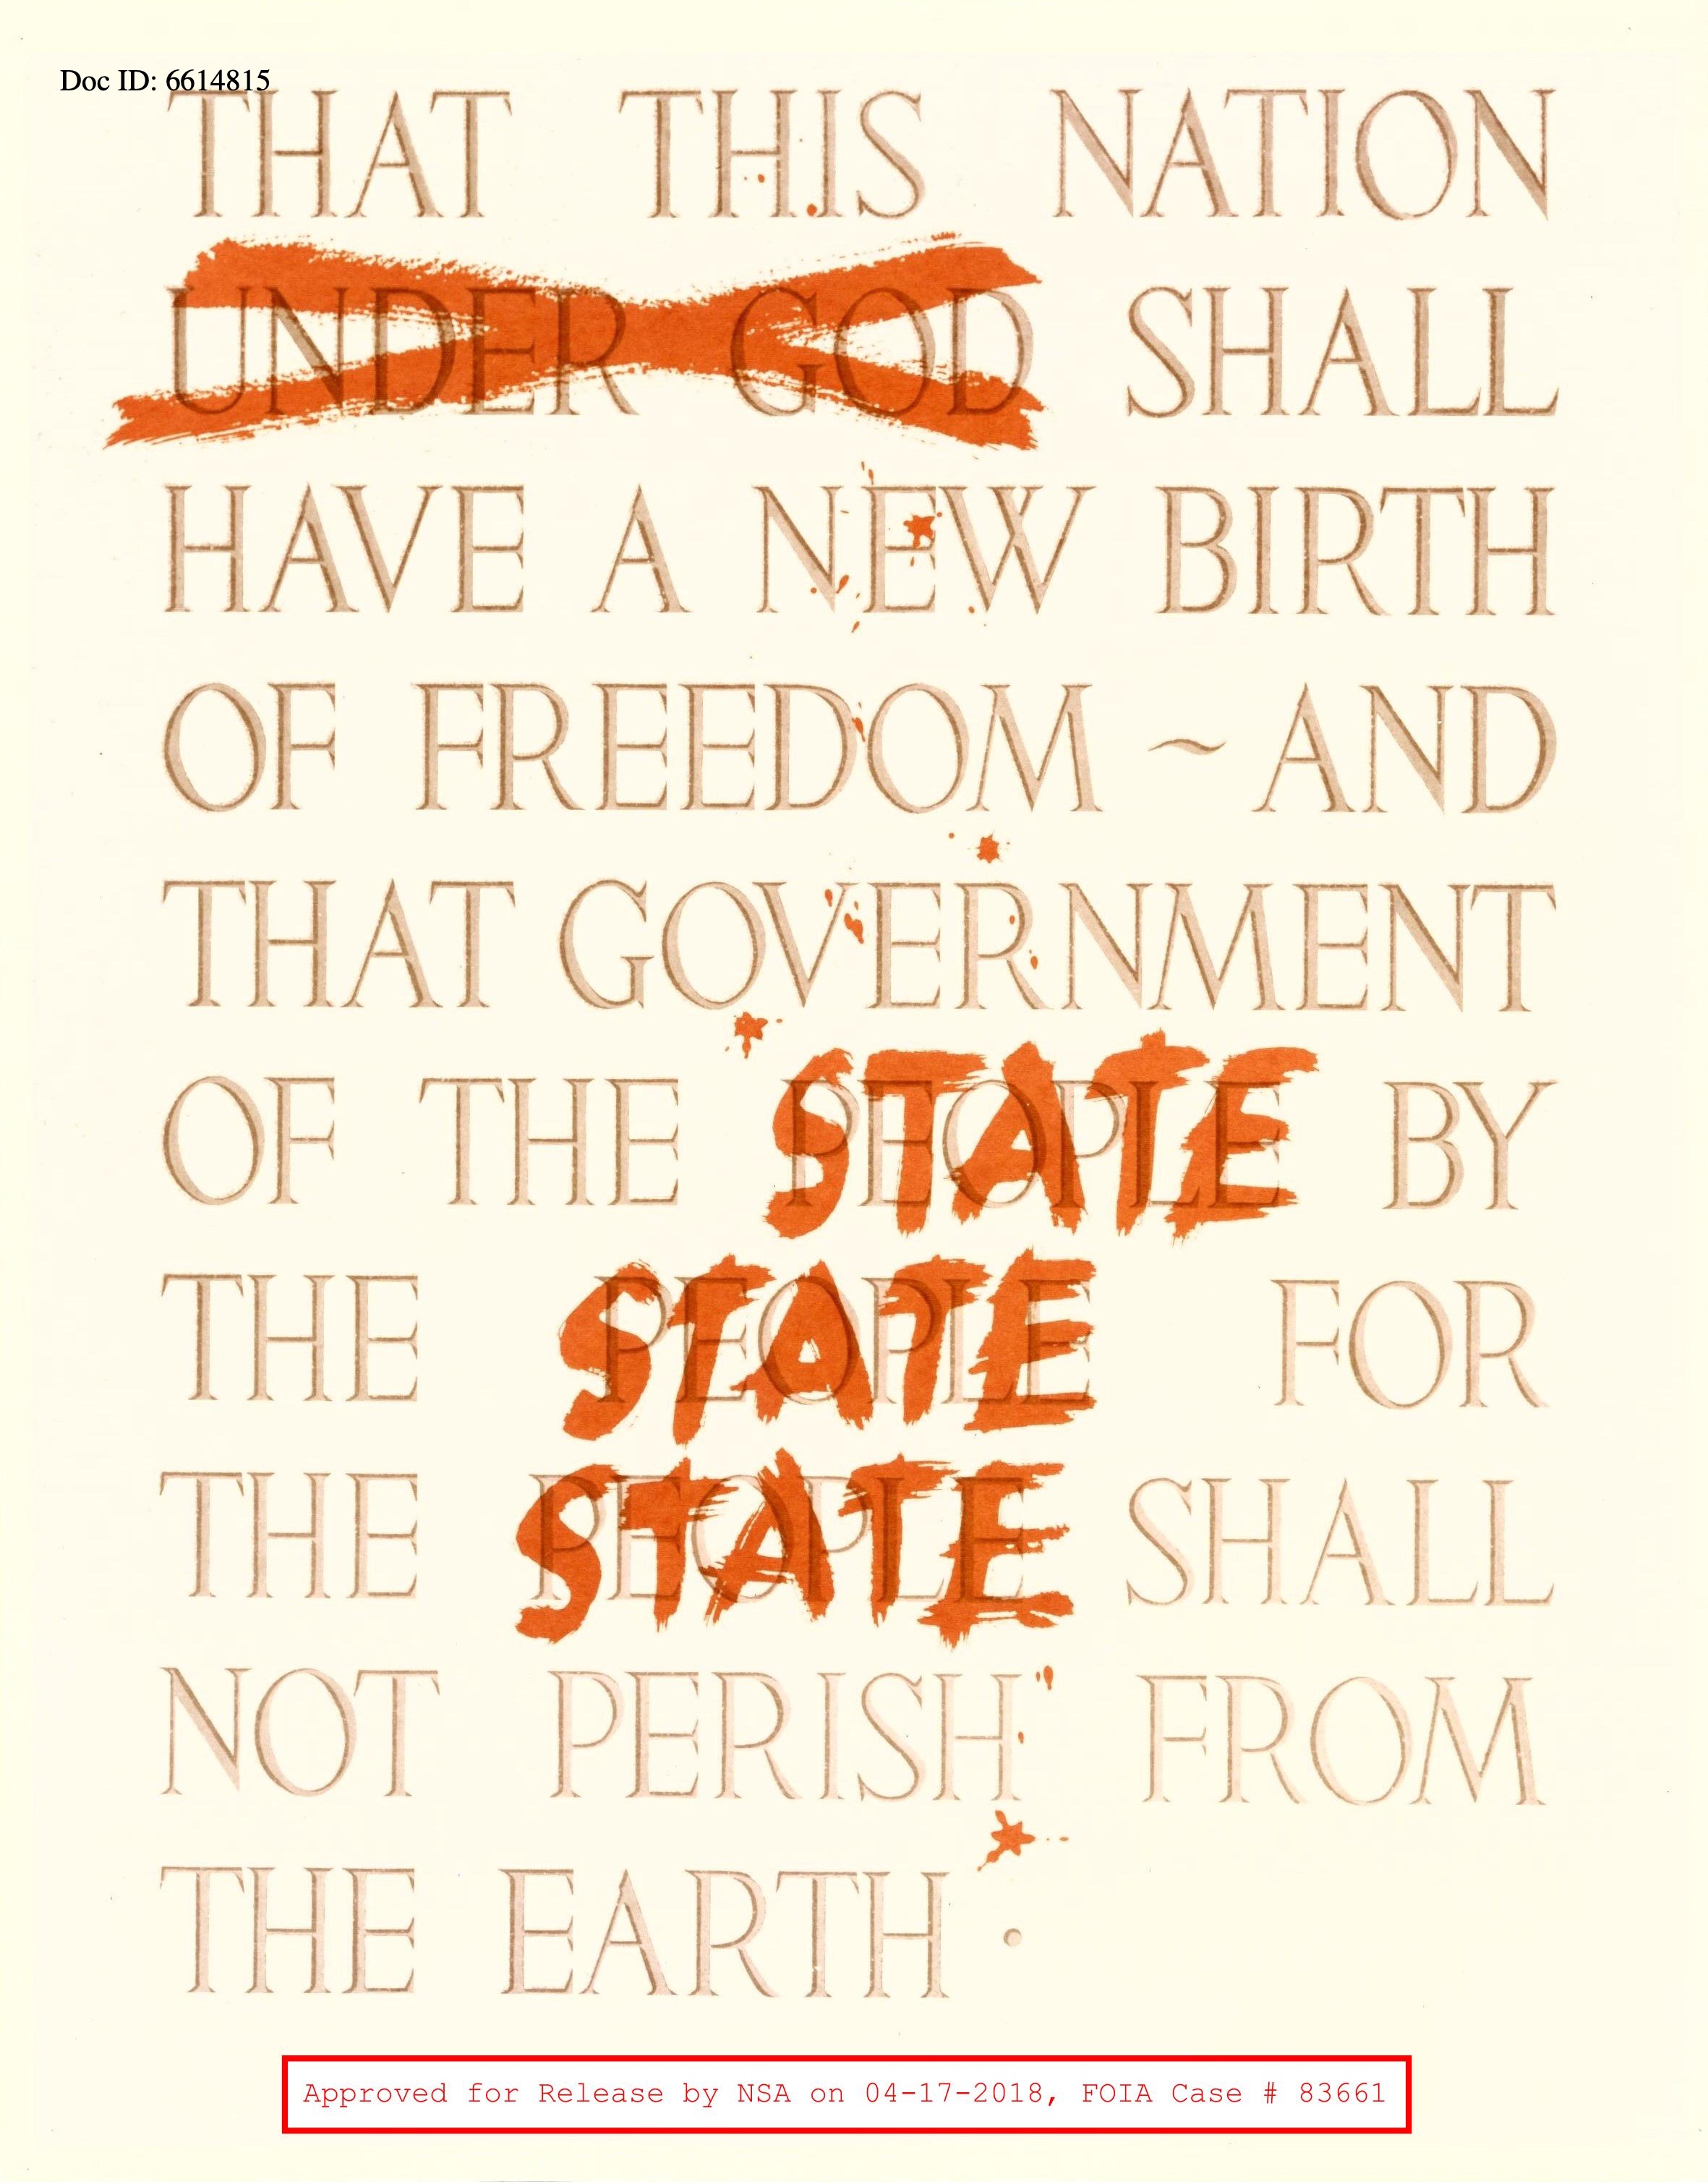 Doc ID: 6614815
THAT THIS NATION
UNDER GOD SHALL
HAVE A NEW BIRTH
OF FREEDOM ~ AND
THAT GOVERNMENT
OF THE PEOPLE STATE BY
THE PEOPLE STATE FOR
THE PEOPLE STATE SHALL
NOT PERISH FROM
THE EARTH ·
Approved for Release by NSA on 04-17-2018, FOIA Case # 83661